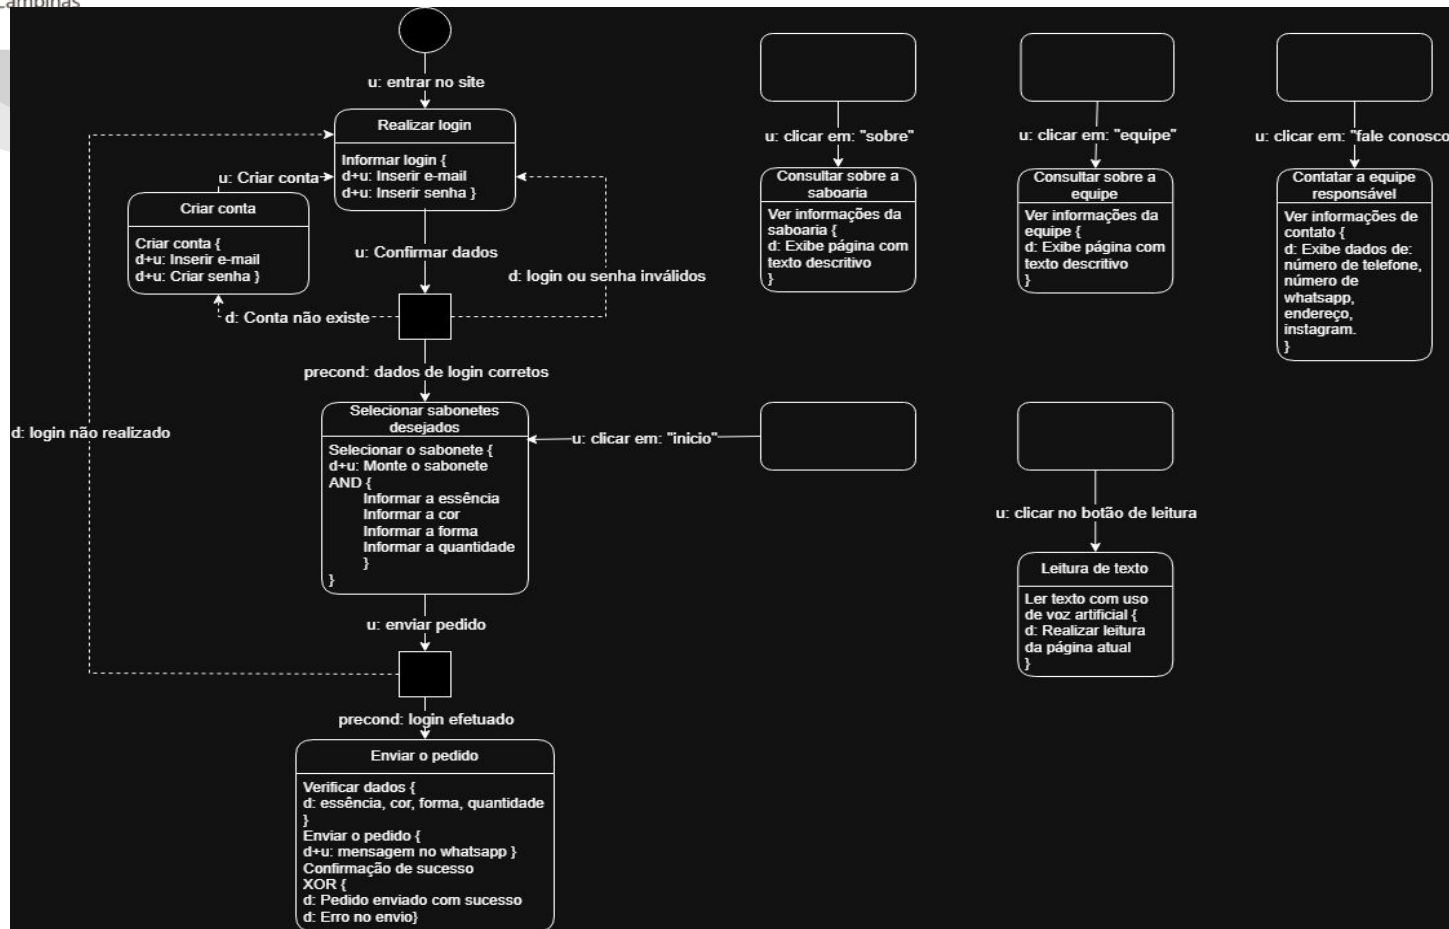 Campinas
u: entrar no site
Realizar login
Informar login {
d+u: Inserir e-mail
d+u: Inserir senha }
u: Criar conta
Criar conta
Criar conta {
d+u: Inserir e-mail
d+u: Criar senha }
u: Confirmar dados
d: login ou senha inválidos
d: Conta não existe
precond: dados de login corretos
d: login não realizado
Selecionar sabonetes
desejados
Selecionar o sabonete {
d+u: Monte o sabonete
AND {
Informar a essência
Informar a cor
Informar a forma
Informar a quantidade
}
}
u: clicar em: "inicio"
u: enviar pedido
precond: login efetuado
Enviar o pedido
Verificar dados {
d: essência, cor, forma, quantidade
}
Enviar o pedido {
d+u: mensagem no whatsapp }
Confirmação de sucesso
XOR {
d: Pedido enviado com sucesso
d: Erro no envio}
u: clicar em: "sobre"
Consultar sobre a
saboaria
Ver informações da
saboaria {
d: Exibe página com
texto descritivo
}
u: clicar em: "equipe"
Consultar sobre a
equipe
Ver informações da
equipe {
d: Exibe página com
texto descritivo
}
u: clicar em: "fale conosco
Contatar a equipe
responsável
Ver informações de
contato {
d: Exibe dados de:
número de telefone,
número de
whatsapp,
endereço,
instagram.
}
u: clicar no botão de leitura
Leitura de texto
Ler texto com uso
de voz artificial {
d: Realizar leitura
da página atual
}